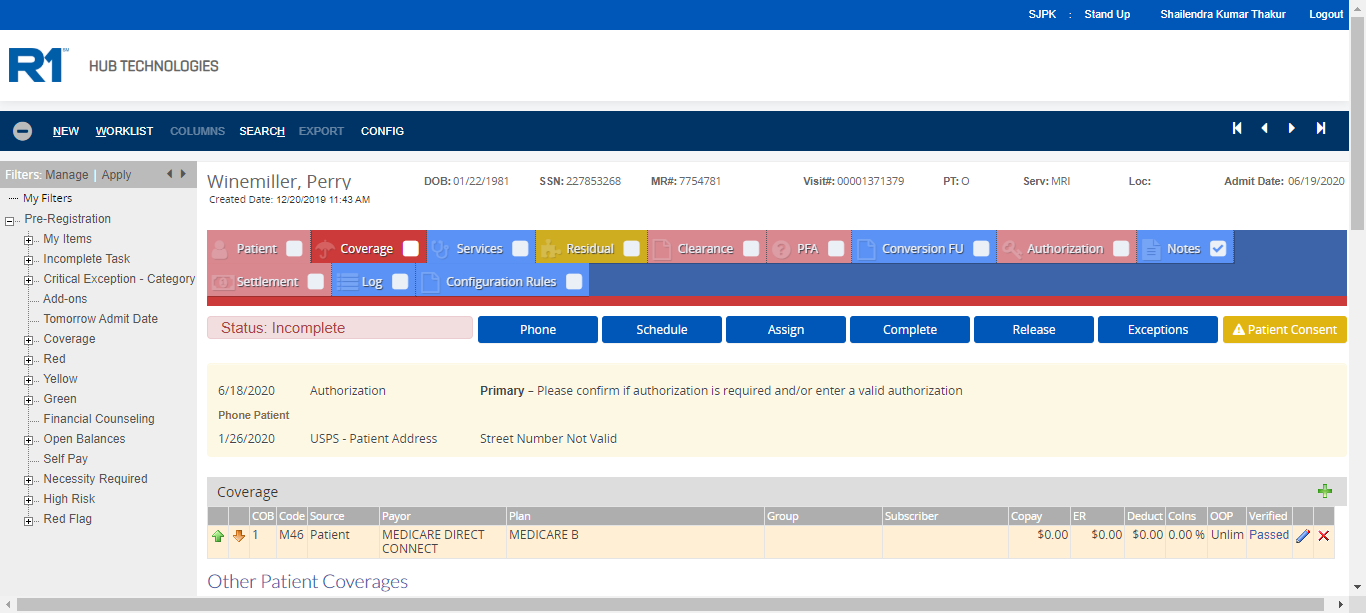 SJPK : Stand Up Shailendra Kumar Thakur Logout
R1 HUB TECHNOLOGIES
NEW WORKLIST COLUMNS SEARCH EXPORT CONFIG
Filters: Manage | Apply
My Filters
Pre-Registration
My Items
Incomplete Task
Critical Exception - Category
Add-ons
Tomorrow Admit Date
Coverage
Red
Yellow
Green
Financial Counseling
Open Balances
Self Pay
Necessity Required
High Risk
Red Flag
Winemiller, Perry DOB: 01/22/1981 SSN: 227853268 MR#: 7754781 Visit#: 00001371379 PT: O Serv: MRI Loc: Admit Date: 06/19/2020
Created Date: 12/20/2019 11:43 AM
Patient Coverage Services Residual Clearance PFA Conversion FU Authorization Notes
Settlement Log Configuration Rules
Status: Incomplete Phone Schedule Assign Complete Release Exceptions Patient Consent
6/18/2020 Authorization Primary – Please confirm if authorization is required and/or enter a valid authorization
Phone Patient
1/26/2020 USPS - Patient Address Street Number Not Valid
Coverage
COB Code Source Payor Plan Group Subscriber Copay ER Deduct CoIns OOP Verified
1 M46 Patient MEDICARE DIRECT MEDICARE B $0.00 $0.00 $0.00 0.00 % Unlim Passed
CONNECT
Other Patient Coverages